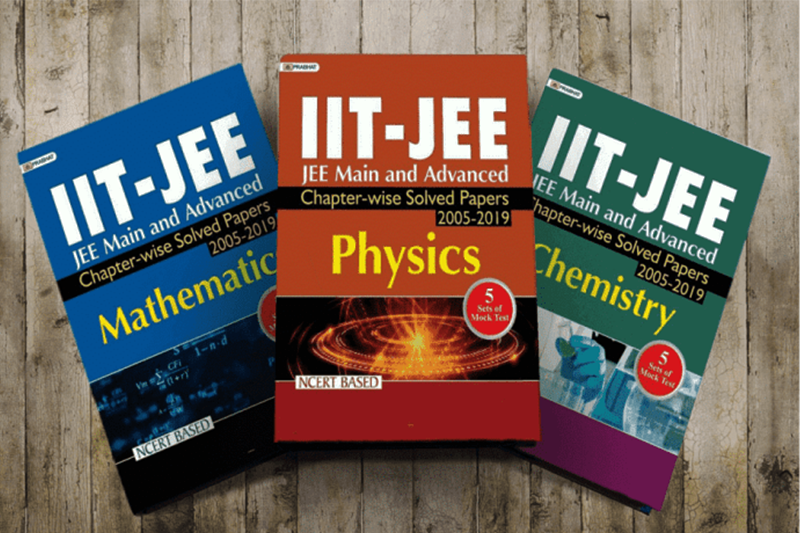 PRABHAT
IIT-JEE
JEE Main and Advanced
Chapter-wise Solved Papers
2005-2019
Mathematic
S=
1-n·d
NCERT BASED
PRABHAT
IIT-JEE
JEE Main and Advanced
Chapter-wise Solved Papers
2005-2019
Physics
5
Sets of
Mock Test
NCERT BASED
PRABHAT
IIT-JEE
JEE Main and Advanced
Chapter-wise Solved Papers
2005-2019
Chemistry
5
Sets of
Mock Test